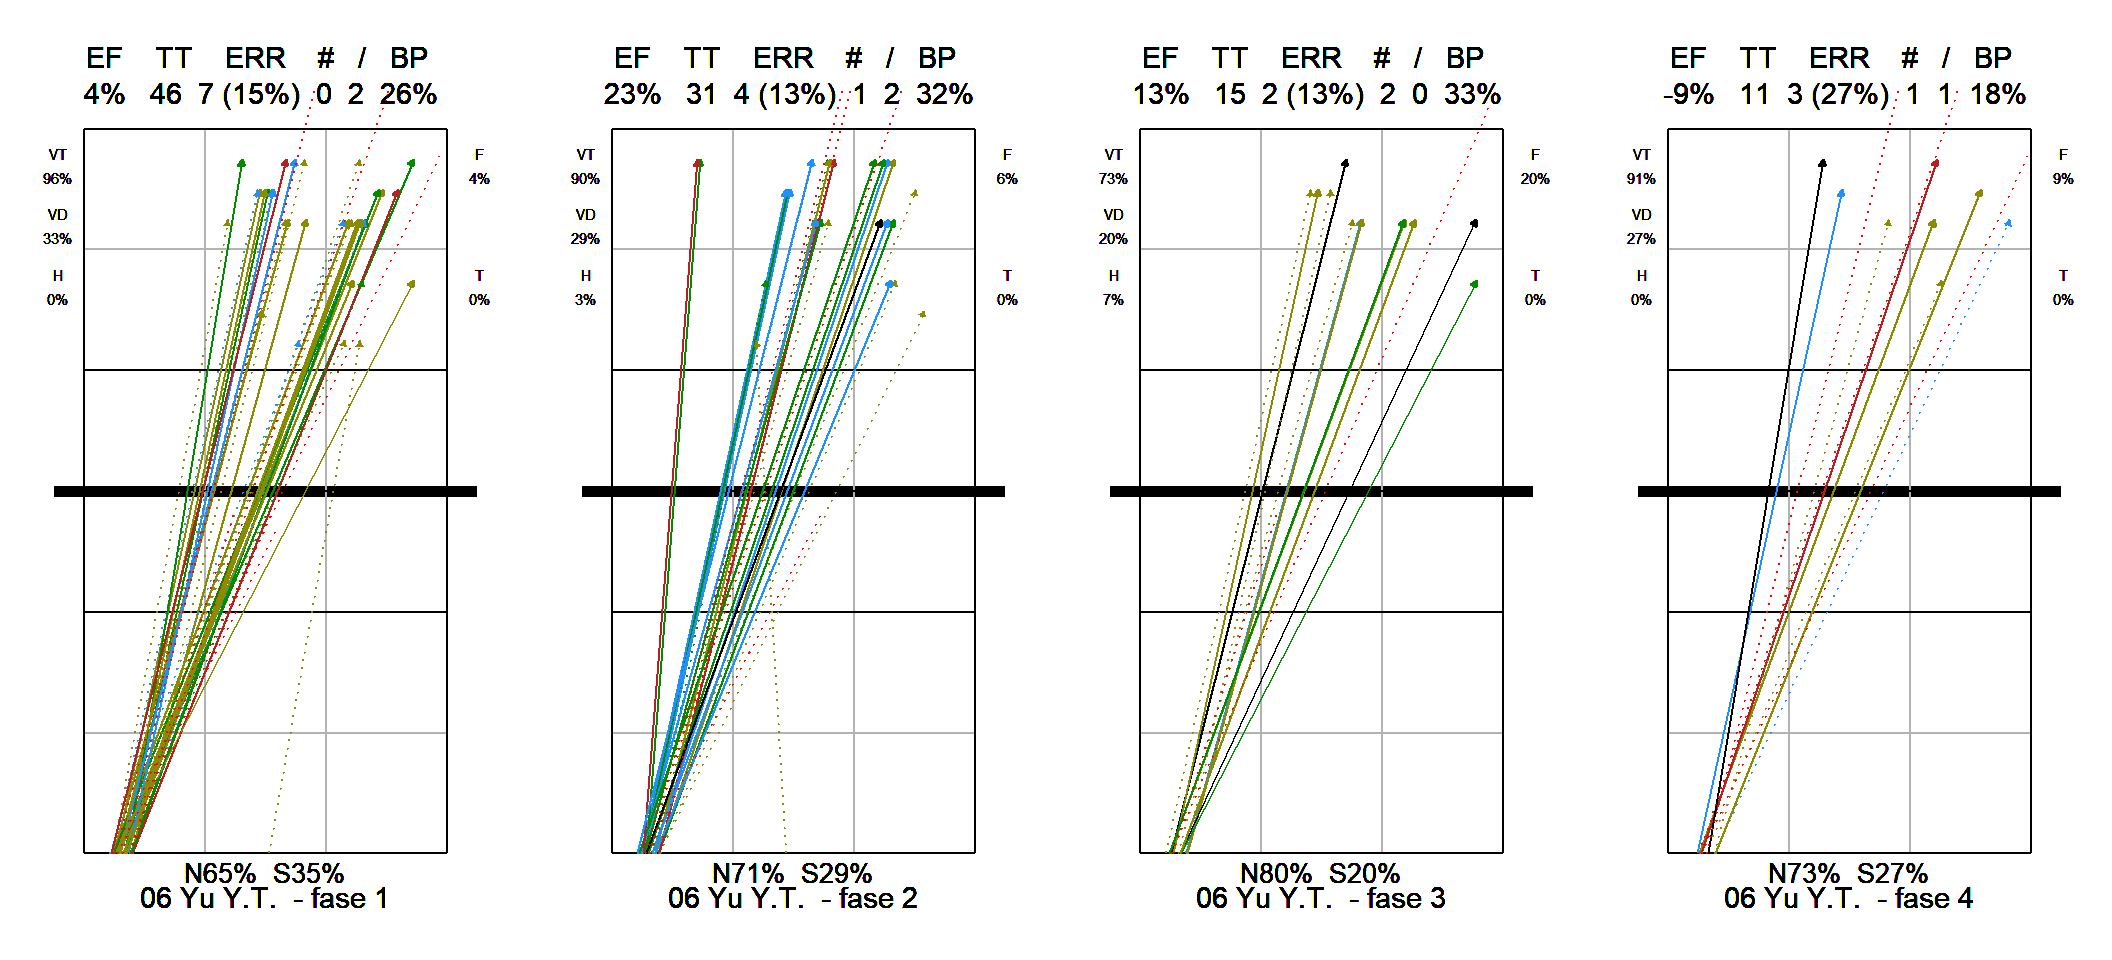 EF TT ERR # / BP
4% 46 7 (15%) 0 2 26%
VT
96%
VD
33%
H
0%
F
4%
T
0%
N65% S35%
06 Yu Y.T. - fase 1
EF TT ERR # / BP
23% 31 4 (13%) 1 2 32%
VT
90%
VD
29%
H
3%
F
6%
T
0%
N71% S29%
06 Yu Y.T. - fase 2
EF TT ERR # / BP
13% 15 2 (13%) 2 0 33%
VT
73%
VD
20%
H
7%
F
20%
T
0%
N80% S20%
06 Yu Y.T. - fase 3
EF TT ERR # / BP
-9% 11 3 (27%) 1 1 18%
VT
91%
VD
27%
H
0%
F
9%
T
0%
N73% S27%
06 Yu Y.T. - fase 4